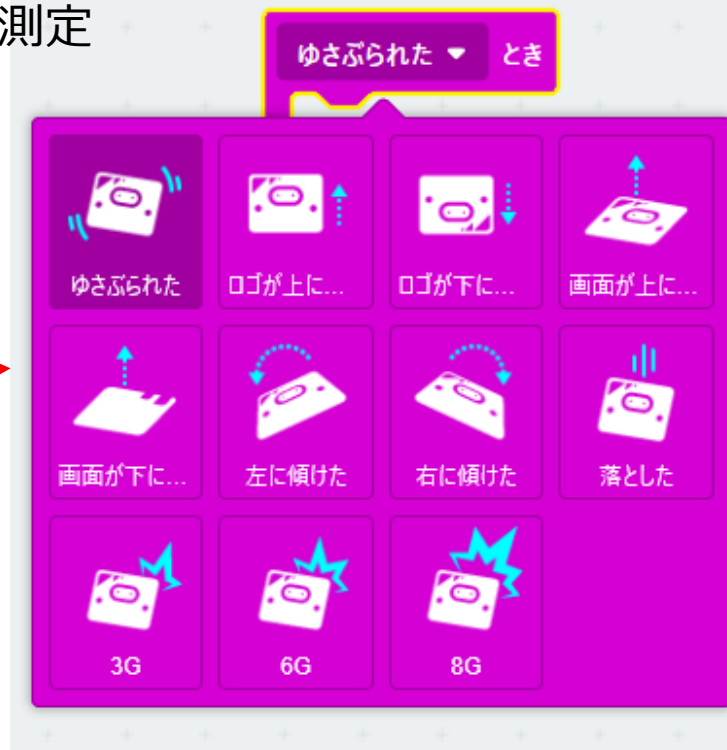 測定
ゆさぶられた とき
ゆさぶられた
ロゴが上に...
ロゴが下に...
画面が上に...
画面が下に...
左に傾けた
右に傾けた
落とした
3G
6G
8G